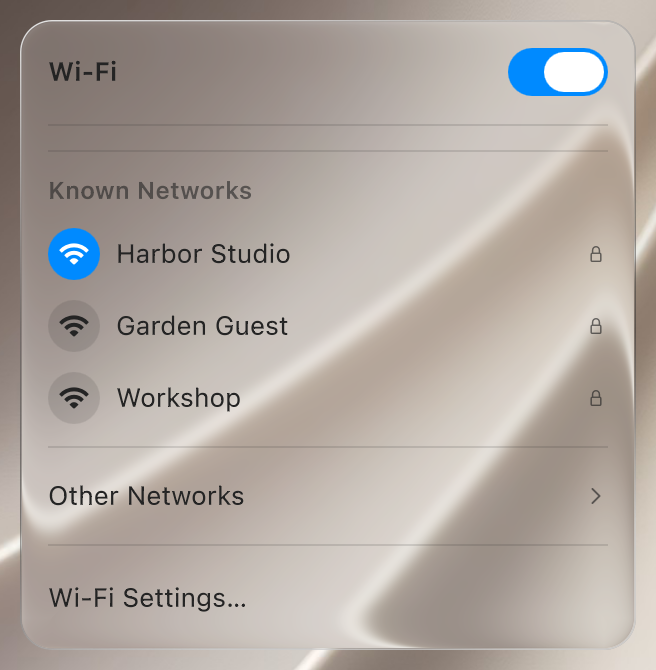 Wi-Fi
Known Networks
Harbor Studio
Garden Guest
Workshop
Other Networks
Wi-Fi Settings...